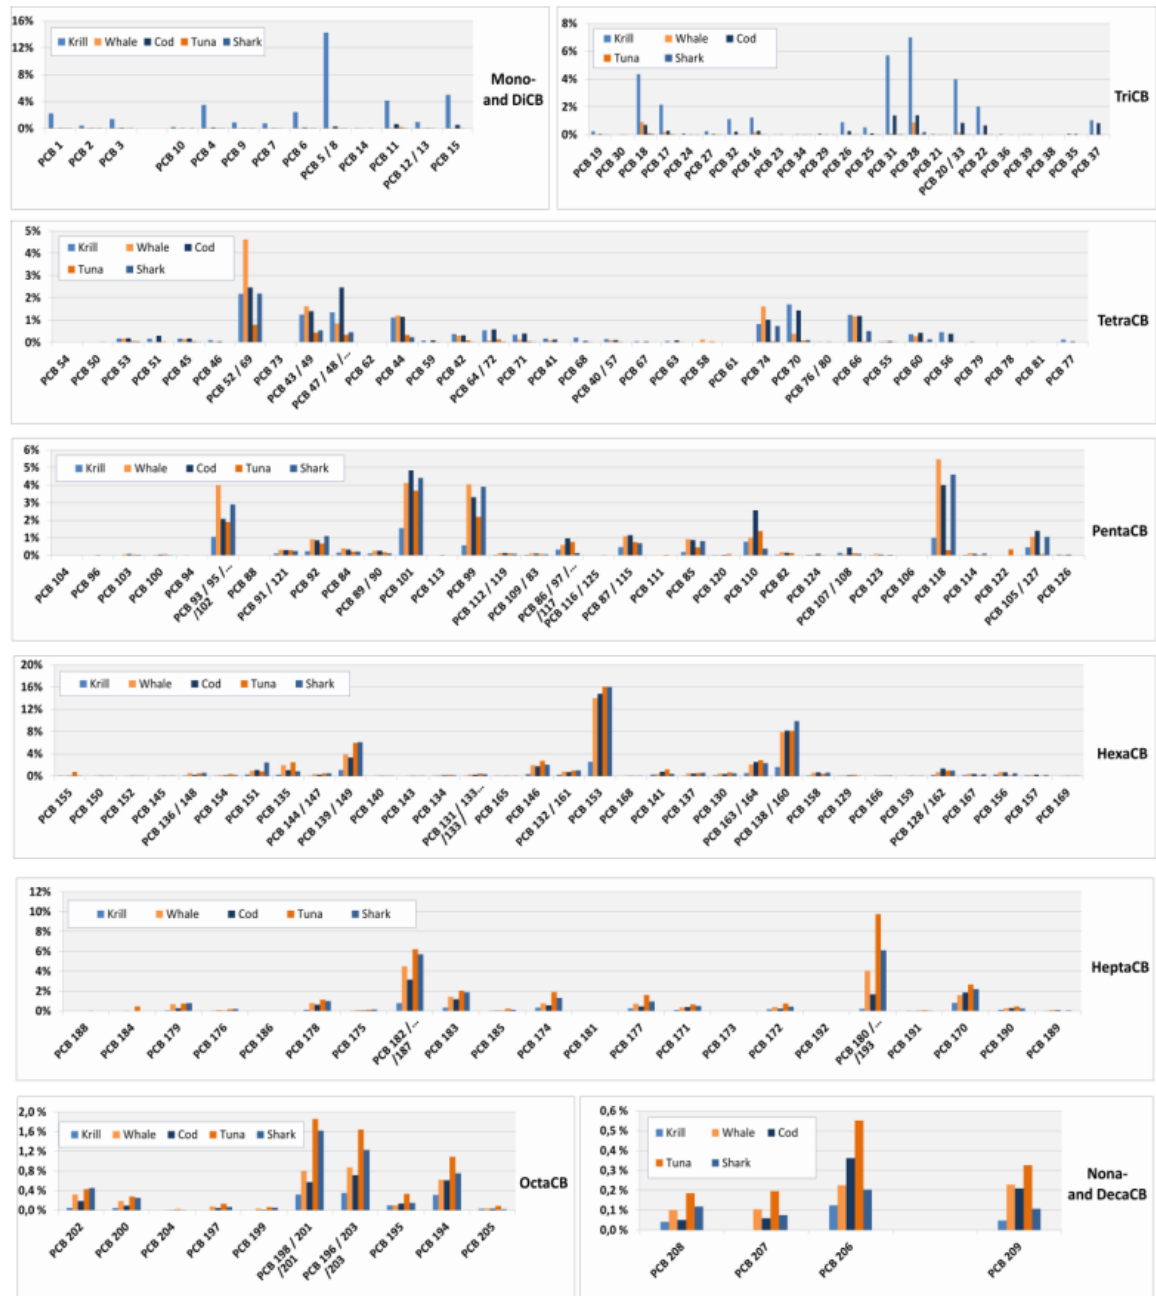 16%
12%
8%
4%
0%
Krill Whale Cod Tuna Shark
PCB 1
PCB 2
PCB 3
PCB 10
PCB 4
PCB 9
PCB 7
PCB 6
PCB 5 / 8
PCB 14
PCB 11
PCB 12 / 13
PCB 15
Mono-
and DiCB
8%
6%
4%
2%
0%
Krill Whale Cod
Tuna Shark
PCB 19
PCB 30
PCB 18
PCB 17
PCB 24
PCB 27
PCB 32
PCB 16
PCB 23
PCB 34
PCB 29
PCB 26
PCB 25
PCB 31
PCB 28
PCB 21
PCB 20 / 33
PCB 22
PCB 36
PCB 39
PCB 38
PCB 35
PCB 37
TriCB
5%
4%
3%
2%
1%
0%
Krill Whale Cod
Tuna Shark
PCB 54
PCB 50
PCB 53
PCB 51
PCB 45
PCB 46
PCB 52 / 69
PCB 73
PCB 43 / 49
PCB 47 / 48 /...
PCB 62
PCB 44
PCB 59
PCB 42
PCB 64 / 72
PCB 71
PCB 41
PCB 68
PCB 40 / 57
PCB 67
PCB 63
PCB 58
PCB 61
PCB 74
PCB 70
PCB 76 / 80
PCB 66
PCB 55
PCB 60
PCB 56
PCB 79
PCB 78
PCB 81
PCB 77
TetraCB
6%
5%
4%
3%
2%
1%
0%
Krill Whale Cod Tuna Shark
PCB 104
PCB 96
PCB 103
PCB 100
PCB 94
PCB 93 / 95 /...
/102
PCB 88
PCB 91 / 121
PCB 92
PCB 84
PCB 89 / 90
PCB 101
PCB 113
PCB 99
PCB 112 / 119
PCB 109 / 83
PCB 86 / 97 /...
/117
PCB 116 / 125
PCB 87 / 115
PCB 111
PCB 85
PCB 120
PCB 110
PCB 82
PCB 124
PCB 107 / 108
PCB 123
PCB 106
PCB 118
PCB 114
PCB 122
PCB 105 / 127
PCB 126
PentaCB
20%
16%
12%
8%
4%
0%
Krill Whale Cod Tuna Shark
PCB 155
PCB 150
PCB 152
PCB 145
PCB 136 / 148
PCB 154
PCB 151
PCB 135
PCB 144 / 147
PCB 139 / 149
PCB 140
PCB 143
PCB 134
PCB 131 / 133...
/133 /
PCB 165
PCB 146
PCB 132 / 161
PCB 153
PCB 168
PCB 141
PCB 137
PCB 130
PCB 163 / 164
PCB 138 / 160
PCB 158
PCB 129
PCB 166
PCB 159
PCB 128 / 162
PCB 167
PCB 156
PCB 157
PCB 169
HexaCB
12%
10%
8%
6%
4%
2%
0%
Krill Whale Cod Tuna Shark
PCB 188
PCB 184
PCB 179
PCB 176
PCB 186
PCB 178
PCB 175
PCB 182 /...
/187
PCB 183
PCB 185
PCB 174
PCB 181
PCB 177
PCB 171
PCB 173
PCB 172
PCB 192
PCB 180 /...
/193
PCB 191
PCB 170
PCB 190
PCB 189
HeptaCB
2,0 %
1,6 %
1,2 %
0,8 %
0,4 %
0,0 %
Krill Whale Cod Tuna Shark
PCB 202
PCB 200
PCB 204
PCB 197
PCB 199
PCB 198 / 201
/201
PCB 196 / 203
/203
PCB 195
PCB 194
PCB 205
OctaCB
0,6 %
0,5 %
0,4 %
0,3 %
0,2 %
0,1 %
0,0 %
Krill Whale Cod
Tuna Shark
PCB 208
PCB 207
PCB 206
PCB 209
Nona-
and DecaCB